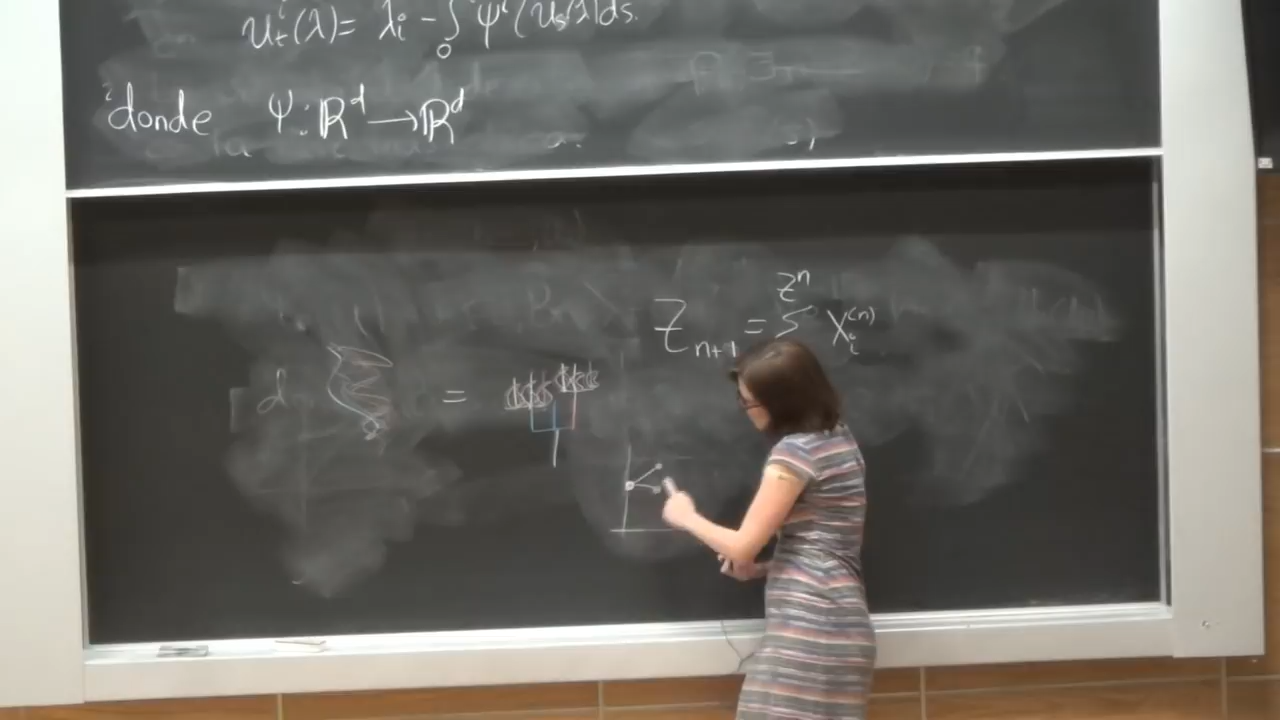 u_t^i(λ) = λ_i - ∫_0 ψ^i(u_s(λ))ds.
donde ψ: ℝ^d → ℝ^d
Z_{n+1} = Σ^{Z^n} X_i^{(n)}
d =